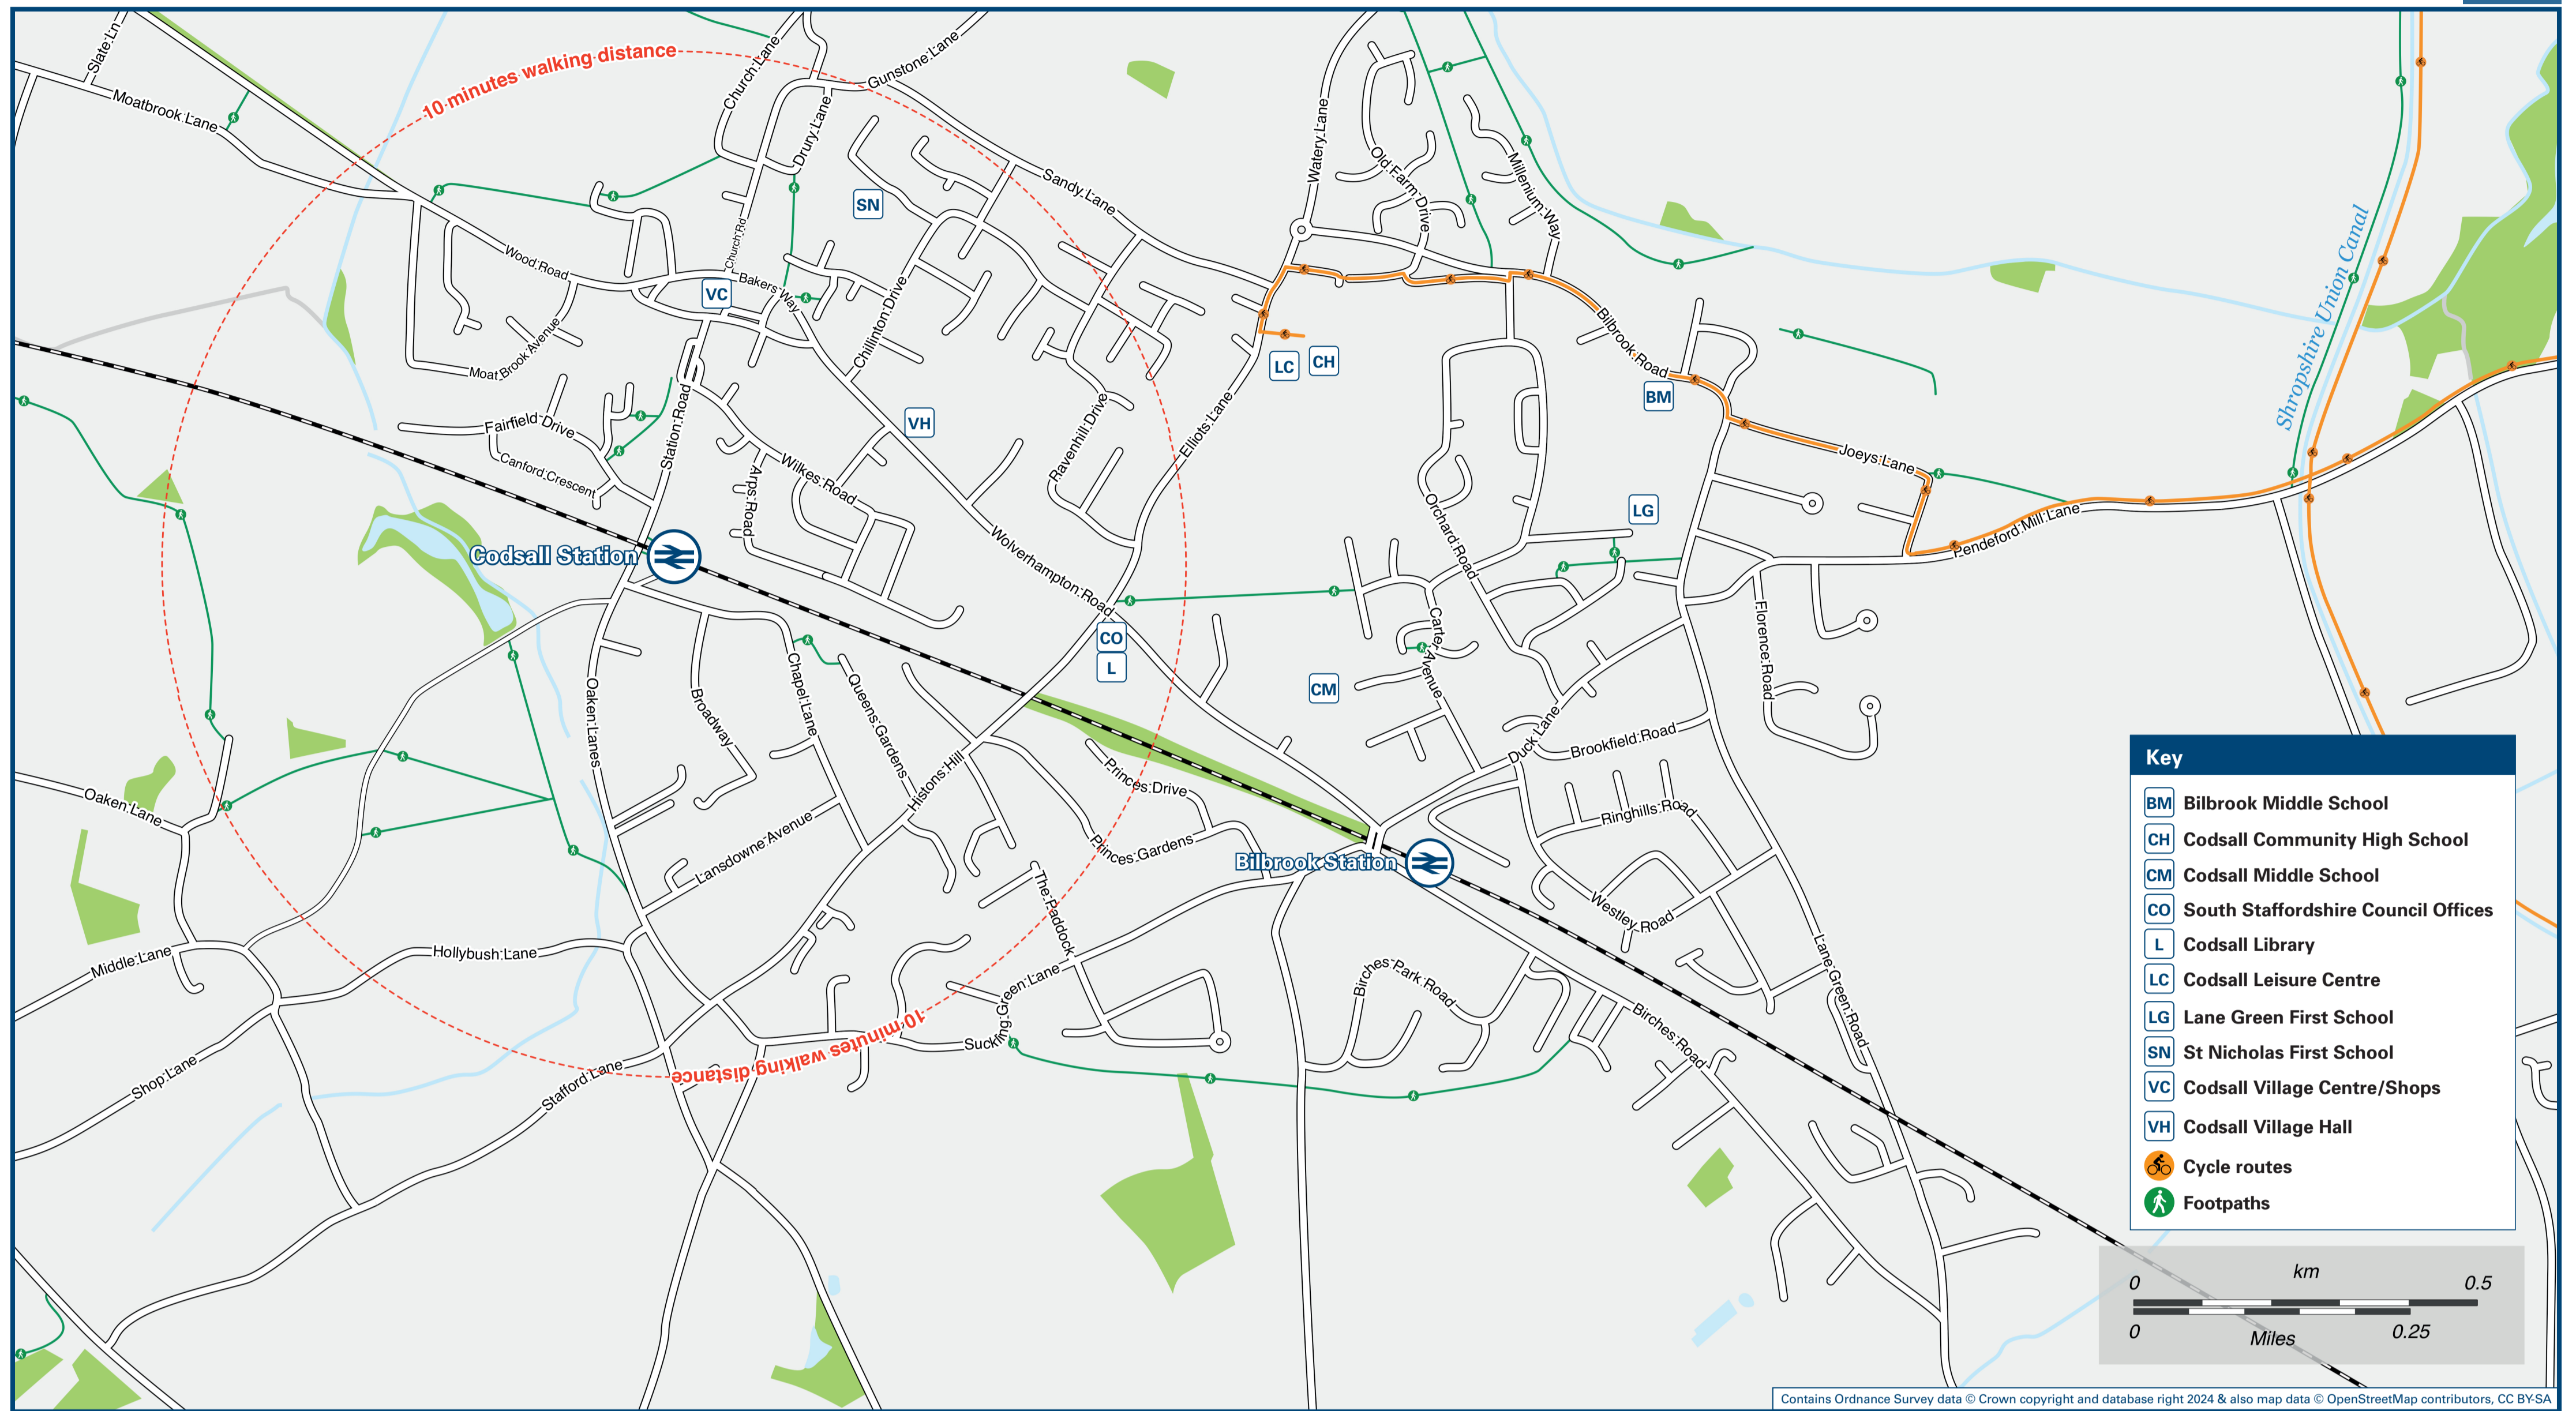 10 minutes walking distance
Slate Ln
Moatbrook Lane
Church Lane
Gunstone Lane
Drury Lane
SN
Sandy Lane
Watery Lane
Old Farm Drive
Millenium Way
Wood Road
Church Rd
Bakers Way
VC
Chillington Drive
Moat Brook Avenue
Shropshire Union Canal
Bilbrook Road
LC
CH
BM
VH
Fairfield Drive
Canford Crescent
Station Road
Arps Road
Wilkes Road
Ravenhill Drive
Elliots Lane
Joeys Lane
Orchard Road
LG
Pendeford Mill Lane
Codsall Station
Wolverhampton Road
CO
L
CM
Carter Avenue
Florence Road
Oaken Lanes
Broadway
Chapel Lane
Queens Gardens
Histons Hill
Duck Lane
Brookfield Road
Oaken Lane
Princes Drive
Princes Gardens
Ringhills Road
Lansdowne Avenue
Bilbrook Station
The Paddock
Westley Road
Middle Lane
Hollybush Lane
Suckling Green Lane
Birches Park Road
Lane Green Road
Birches Road
Shop Lane
Stafford Lane
10 minutes walking distance
Key
BM Bilbrook Middle School
CH Codsall Community High School
CM Codsall Middle School
CO South Staffordshire Council Offices
L Codsall Library
LC Codsall Leisure Centre
LG Lane Green First School
SN St Nicholas First School
VC Codsall Village Centre/Shops
VH Codsall Village Hall
Cycle routes
Footpaths
km
0 0.5
0 Miles 0.25
Contains Ordnance Survey data © Crown copyright and database right 2024 & also map data © OpenStreetMap contributors, CC BY-SA